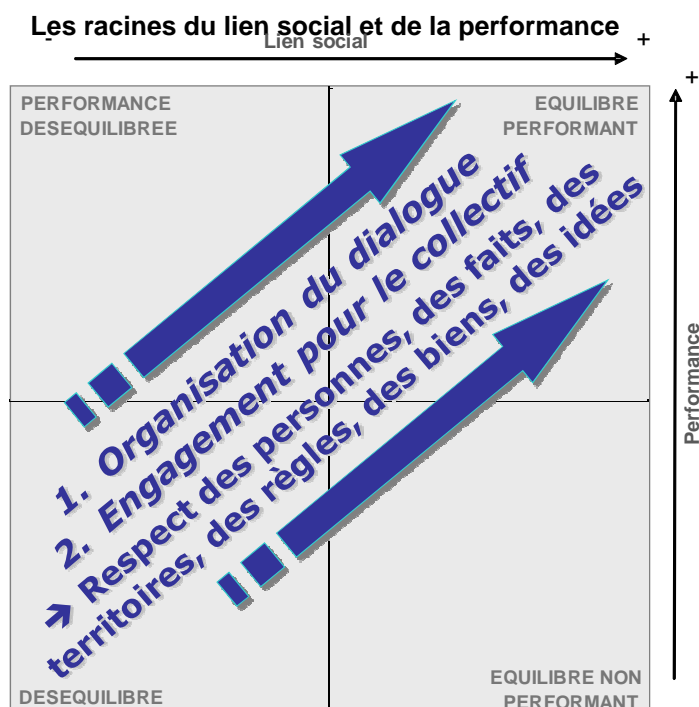 Les racines du lien social et de la performance
- Lien social +
+
PERFORMANCE
DESEQUILIBREE
EQUILIBRE
PERFORMANT
1. Organisation du dialogue
2. Engagement pour le collectif
➔ Respect des personnes, des faits, des
territoires, des règles, des biens, des idées
Performance
DESEQUILIBRE
EQUILIBRE NON
PERFORMANT